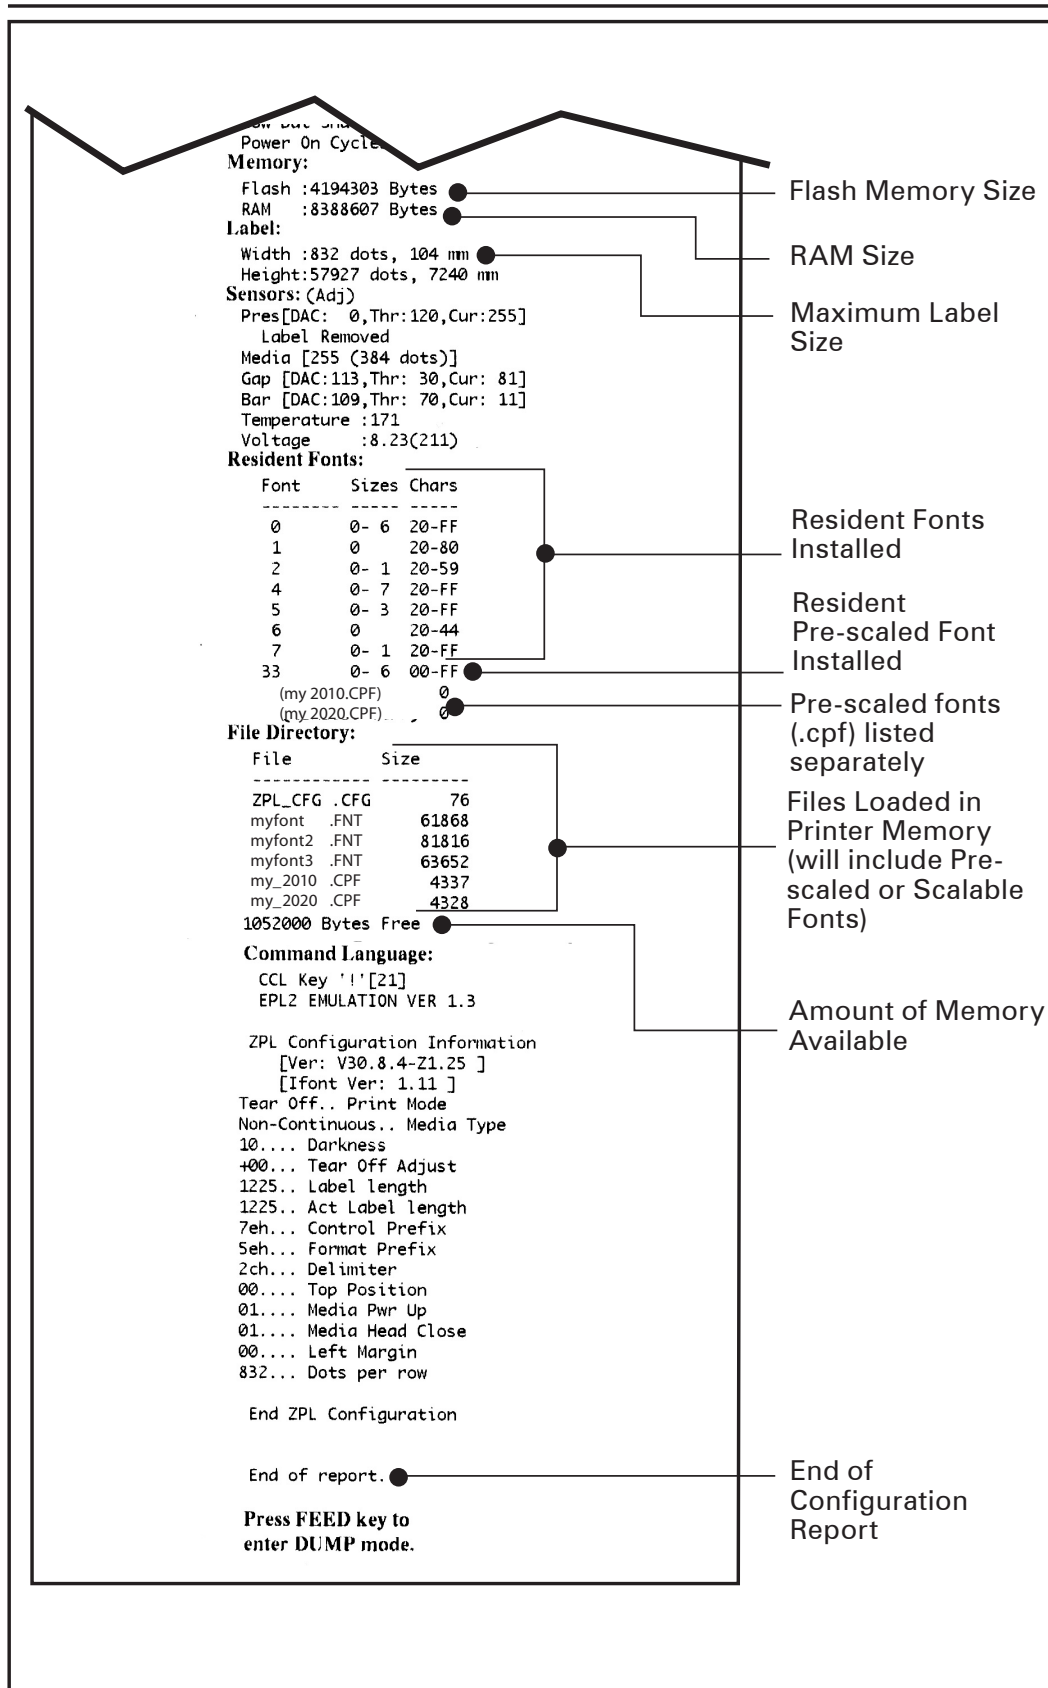 Power On Cycle
Memory:
Flash :4194303 Bytes
RAM   :8388607 Bytes
Label:
Width :832 dots, 104 mm
Height:57927 dots, 7240 mm
Sensors: (Adj)
Pres[DAC:  0,Thr:120,Cur:255]
Label Removed
Media [255 (384 dots)]
Gap [DAC:113,Thr: 30,Cur: 81]
Bar [DAC:109,Thr: 70,Cur: 11]
Temperature :171
Voltage     :8.23(211)
Resident Fonts:
Font     Sizes Chars
-------- ----- -----
0     0- 6  20-FF
1     0     20-80
2     0- 1  20-59
4     0- 7  20-FF
5     0- 3  20-FF
6     0     20-44
7     0- 1  20-FF
33     0- 6  00-FF
(my 2010.CPF)     0
(my 2020.CPF)     0
File Directory:
File         Size
------------ ---------
ZPL_CFG .CFG     76
myfont .FNT     61868
myfont2 .FNT     81816
myfont3 .FNT     63652
my_2010 .CPF     4337
my_2020 .CPF     4328
1052000 Bytes Free
Command Language:
CCL Key '!'[21]
EPL2 EMULATION VER 1.3
ZPL Configuration Information
[Ver: V30.8.4-Z1.25 ]
[Ifont Ver: 1.11 ]
Tear Off.. Print Mode
Non-Continuous.. Media Type
10.... Darkness
+00... Tear Off Adjust
1225.. Label length
1225.. Act Label length
7eh... Control Prefix
5eh... Format Prefix
2ch... Delimiter
00.... Top Position
01.... Media Pwr Up
01.... Media Head Close
00.... Left Margin
832... Dots per row
End ZPL Configuration
End of report.
Press FEED key to
enter DUMP mode.
Flash Memory Size
RAM Size
Maximum Label
Size
Resident Fonts
Installed
Resident
Pre-scaled Font
Installed
Pre-scaled fonts
(.cpf) listed
separately
Files Loaded in
Printer Memory
(will include Pre-
scaled or Scalable
Fonts)
Amount of Memory
Available
End of
Configuration
Report